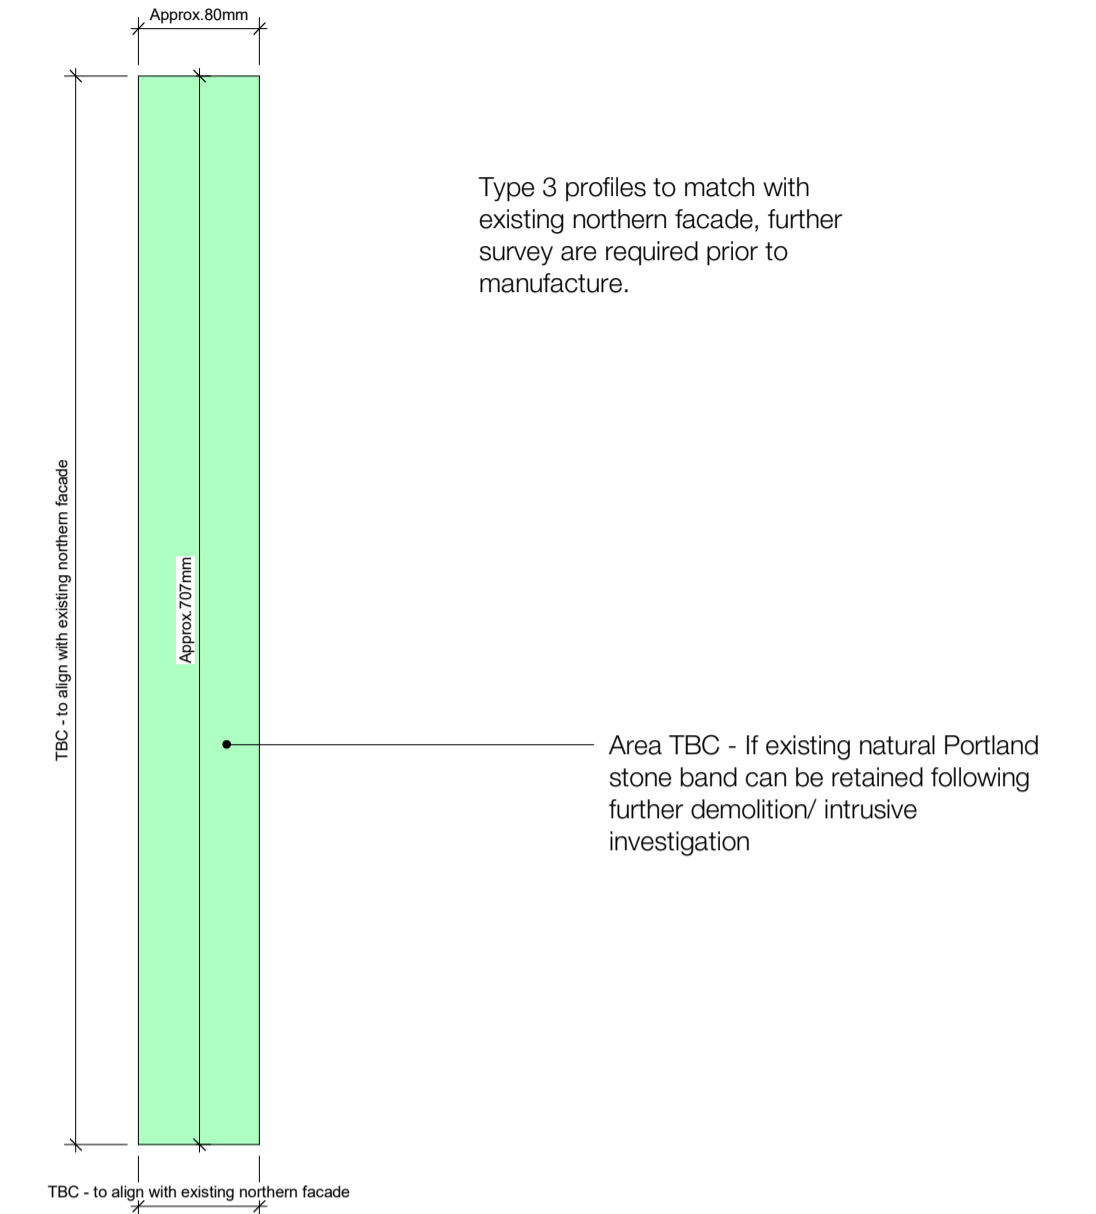 Approx.80mm
Type 3 profiles to match with
existing northern facade, further
survey are required prior to
manufacture.
TBC - to align with existing northern facade
Approx.707mm
Area TBC - If existing natural Portland
stone band can be retained following
further demolition/ intrusive
investigation
TBC - to align with existing northern facade